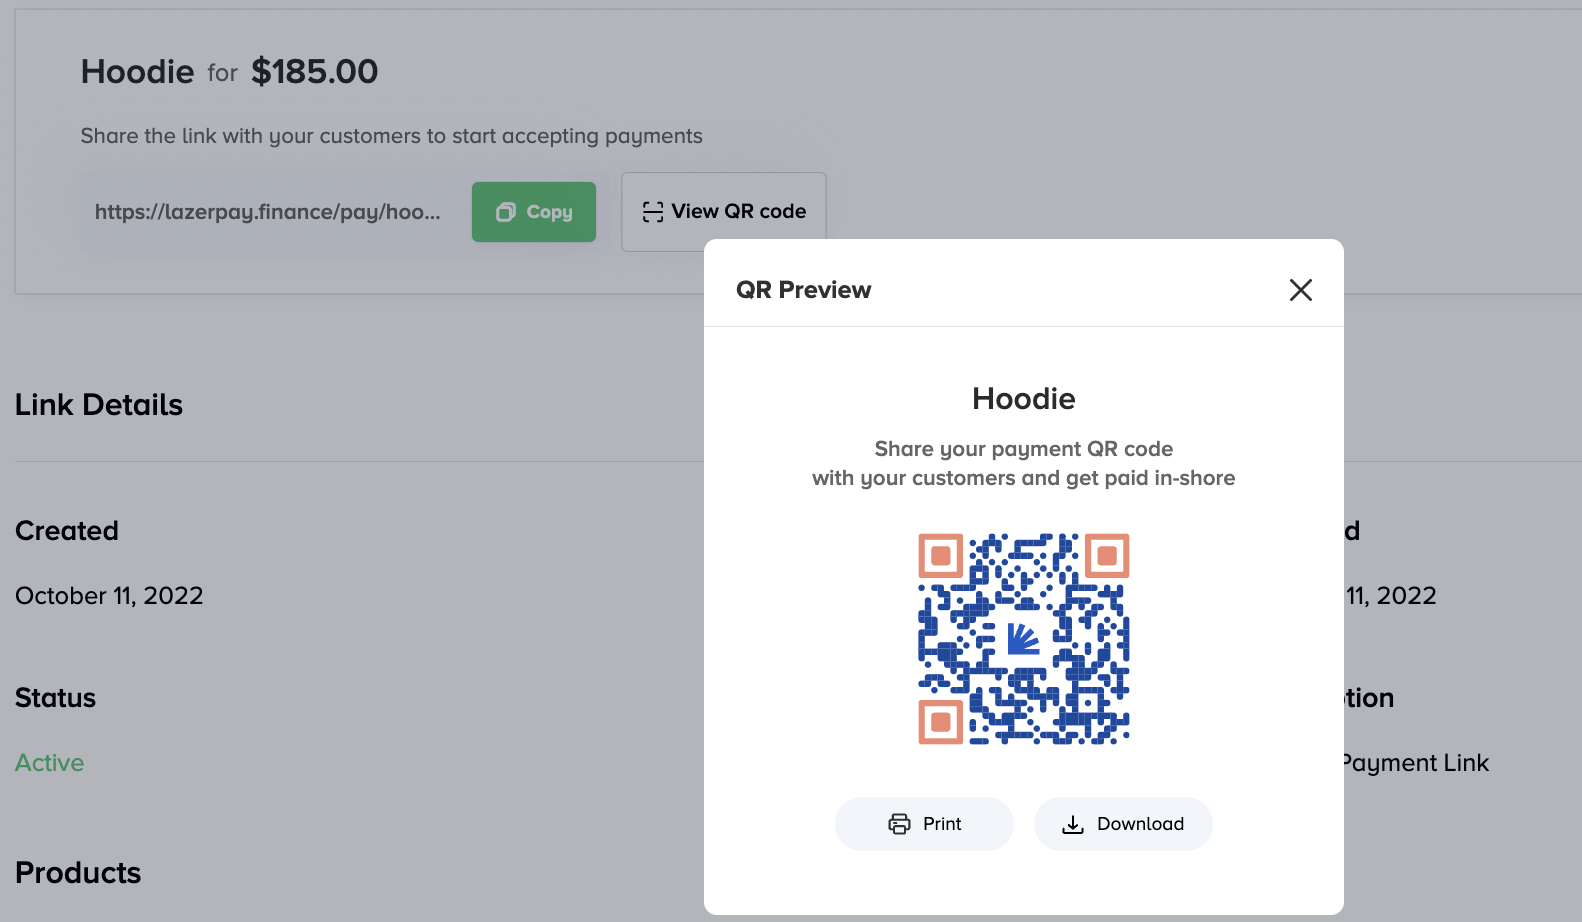 Hoodie for $185.00
Share the link with your customers to start accepting payments
https://lazerpay.finance/pay/hoo...
Copy
View QR code
QR Preview
Hoodie
Share your payment QR code
with your customers and get paid in-shore
Print
Download
Link Details
Created
d
October 11, 2022
11, 2022
Status
tion
Active
Payment Link
Products